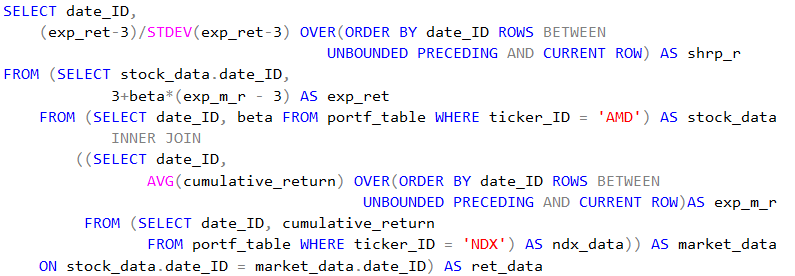 SELECT date_ID,
(exp_ret-3)/STDEV(exp_ret-3) OVER(ORDER BY date_ID ROWS BETWEEN
UNBOUNDED PRECEDING AND CURRENT ROW) AS shrp_r
FROM (SELECT stock_data.date_ID,
3+beta*(exp_m_r - 3) AS exp_ret
FROM (SELECT date_ID, beta FROM portf_table WHERE ticker_ID = 'AMD') AS stock_data
INNER JOIN
((SELECT date_ID,
AVG(cumulative_return) OVER(ORDER BY date_ID ROWS BETWEEN
UNBOUNDED PRECEDING AND CURRENT ROW)AS exp_m_r
FROM (SELECT date_ID, cumulative_return
FROM portf_table WHERE ticker_ID = 'NDX') AS ndx_data)) AS market_data
ON stock_data.date_ID = market_data.date_ID) AS ret_data